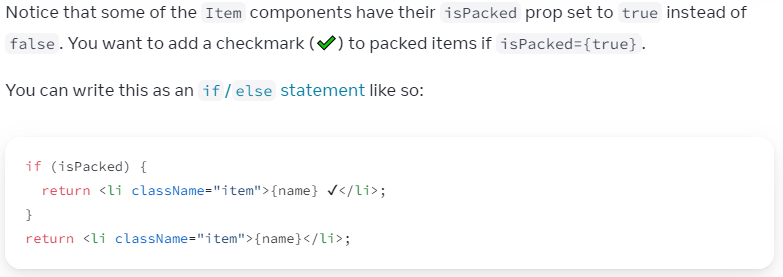 Notice that some of the Item components have their isPacked prop set to true instead of
false. You want to add a checkmark (✔) to packed items if isPacked={true}.
You can write this as an if/else statement like so:
if (isPacked) {
  return <li className="item">{name} ✔</li>;
}
return <li className="item">{name}</li>;